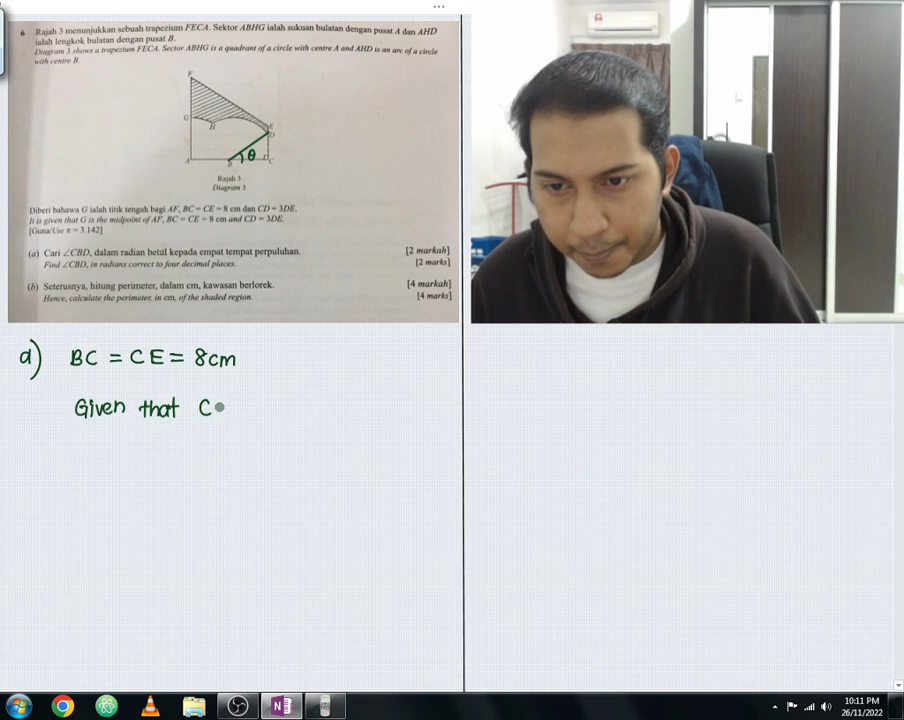 6 Rajah 3 menunjukkan sebuah trapezium FECA. Sektor ABHG ialah sukuan bulatan dengan pusat A dan AHD
ialah lengkok bulatan dengan pusat B.
Diagram 3 shows a trapezium FECA. Sector ABHG is a quadrant of a circle with centre A and AHD is an arc of a circle
with centre B.
F
G
H
E
D
A
B
θ
C
Rajah 3
Diagram 3
Diberi bahawa G ialah titik tengah bagi AF, BC = CE = 8 cm dan CD = 3DE.
It is given that G is the midpoint of AF, BC = CE = 8 cm and CD = 3DE.
[Guna/Use π = 3.142]
(a) Cari ∠CBD, dalam radian betul kepada empat tempat perpuluhan. [2 markah]
Find ∠CBD, in radians correct to four decimal places. [2 marks]
(b) Seterusnya, hitung perimeter, dalam cm, kawasan berlorek. [4 markah]
Hence, calculate the perimeter, in cm, of the shaded region. [4 marks]
a) BC = CE = 8cm
Given that C
10:11 PM
26/11/2022